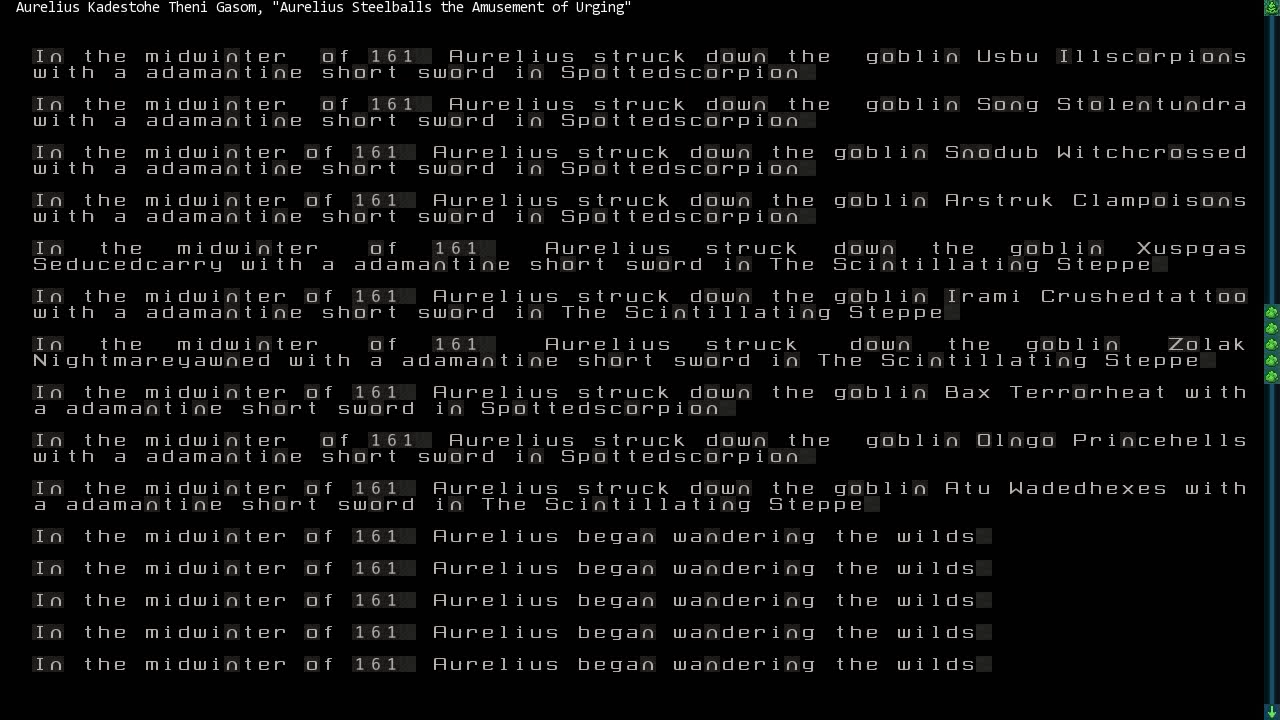 Aurelius Kadestohe Theni Gasom, "Aurelius Steelballs the Amusement of Urging"
In the midwinter of 161 Aurelius struck down the goblin Usbu Illscorpions
with a adamantine short sword in Spottedscorpion
In the midwinter of 161 Aurelius struck down the goblin Song Stolentundra
with a adamantine short sword in Spottedscorpion
In the midwinter of 161 Aurelius struck down the goblin Snodub Witchcrossed
with a adamantine short sword in Spottedscorpion
In the midwinter of 161 Aurelius struck down the goblin Arstruk Clampoisons
with a adamantine short sword in Spottedscorpion
In the midwinter of 161 Aurelius struck down the goblin Xuspgas
Seducedcarry with a adamantine short sword in The Scintillating Steppe
In the midwinter of 161 Aurelius struck down the goblin Irami Crushedtattoo
with a adamantine short sword in The Scintillating Steppe
In the midwinter of 161 Aurelius struck down the goblin Zolak
Nightmareyawned with a adamantine short sword in The Scintillating Steppe
In the midwinter of 161 Aurelius struck down the goblin Bax Terrorheat with
a adamantine short sword in Spottedscorpion
In the midwinter of 161 Aurelius struck down the goblin Olngo Princehells
with a adamantine short sword in Spottedscorpion
In the midwinter of 161 Aurelius struck down the goblin Atu Wadedhexes with
a adamantine short sword in The Scintillating Steppe
In the midwinter of 161 Aurelius began wandering the wilds
In the midwinter of 161 Aurelius began wandering the wilds
In the midwinter of 161 Aurelius began wandering the wilds
In the midwinter of 161 Aurelius began wandering the wilds
In the midwinter of 161 Aurelius began wandering the wilds